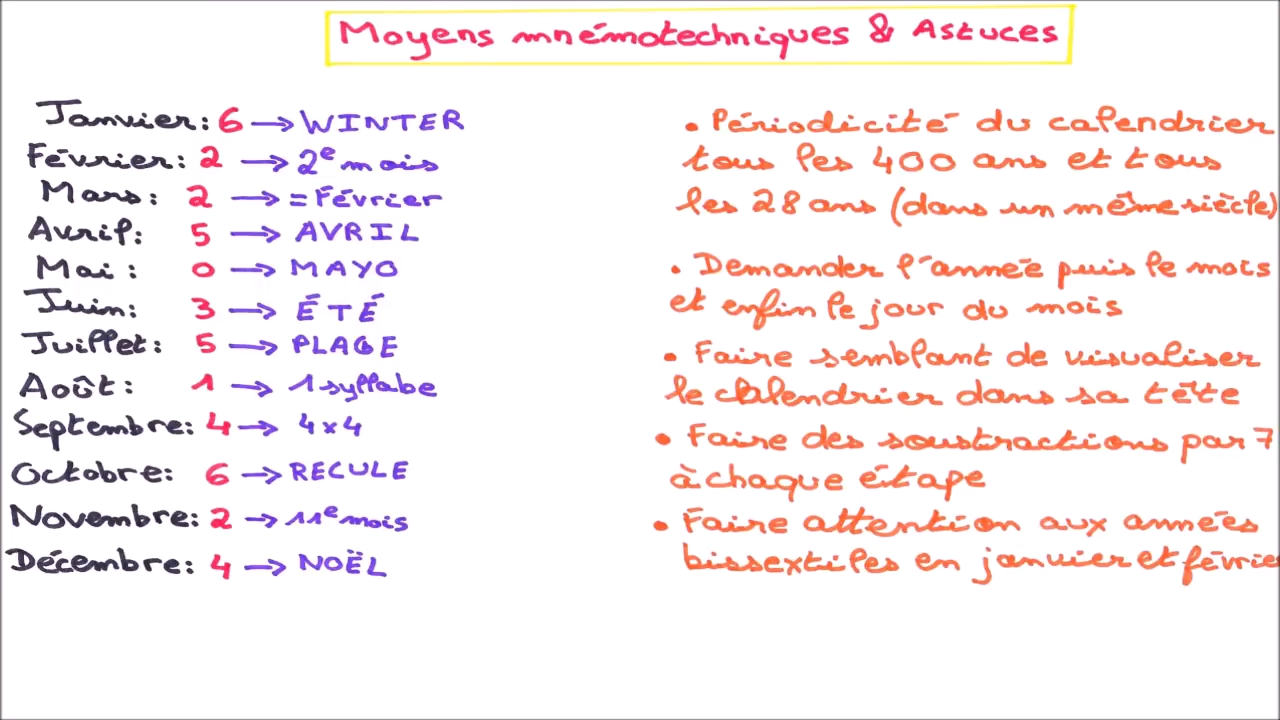 Moyens mnémotechniques & Astuces
Janvier: 6 → WINTER
Février: 2 → 2e mois
Mars: 2 → = Février
Avril: 5 → AVRIL
Mai: 0 → MAYO
Juin: 3 → ÉTÉ
Juillet: 5 → PLAGE
Août: 1 → 1 syllabe
Septembre: 4 → 4x4
Octobre: 6 → RECULE
Novembre: 2 → 11e mois
Décembre: 4 → NOËL
• Périodicité du calendrier
tous les 400 ans et tous
les 28 ans (dans un même siècle)
• Demander l'année puis le mois
et enfin le jour du mois
• Faire semblant de visualiser
le calendrier dans sa tête
• Faire des soustractions par 7
à chaque étape
• Faire attention aux années
bissextiles en janvier et févrie